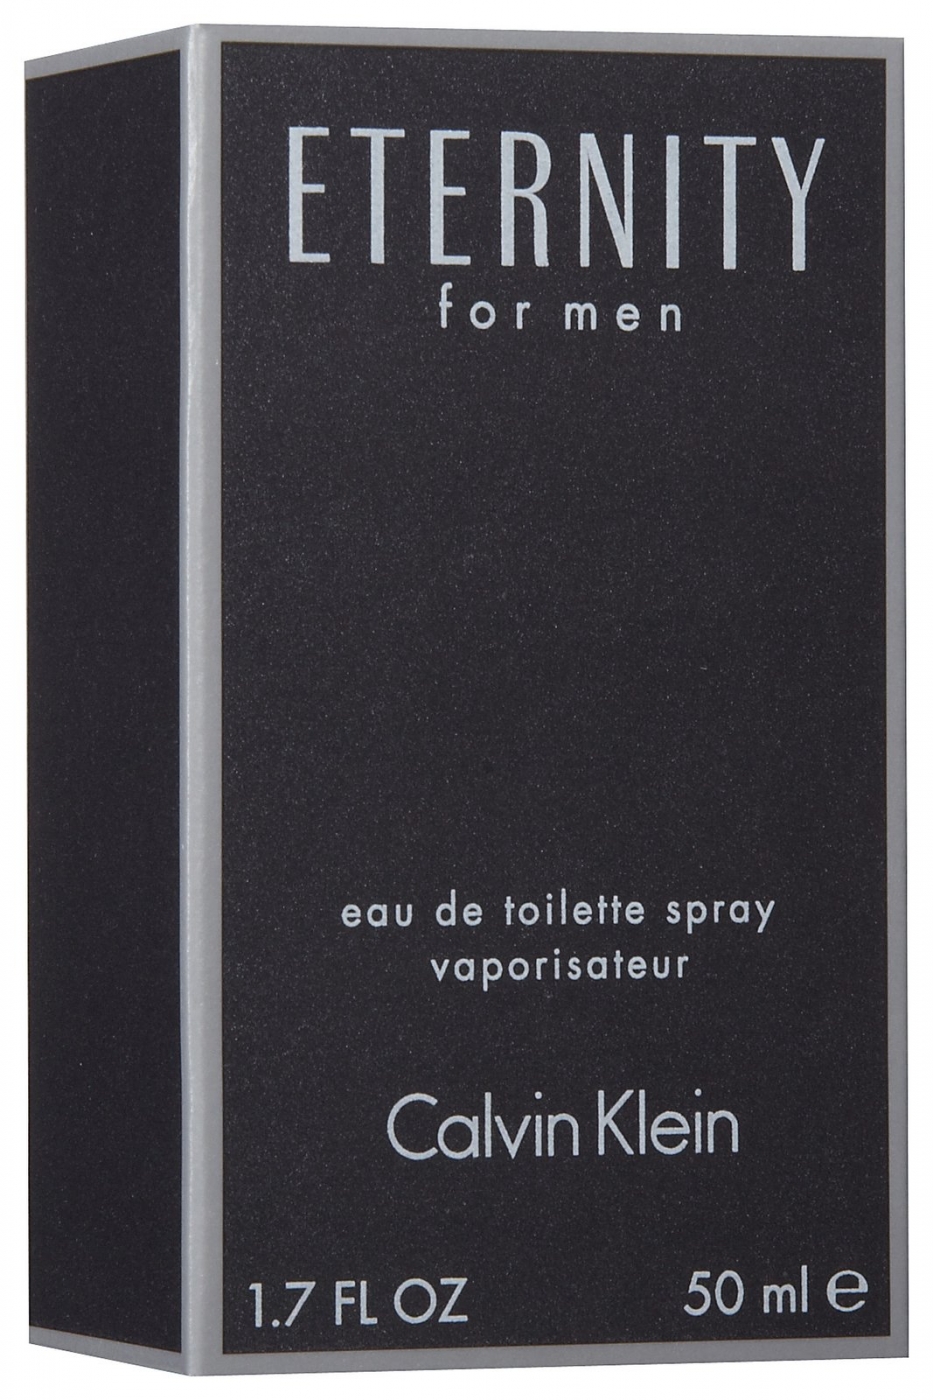 ETERNITY
for men
eau de toilette spray
vaporisateur
Calvin Klein
1.7 FL OZ 50 ml ℮